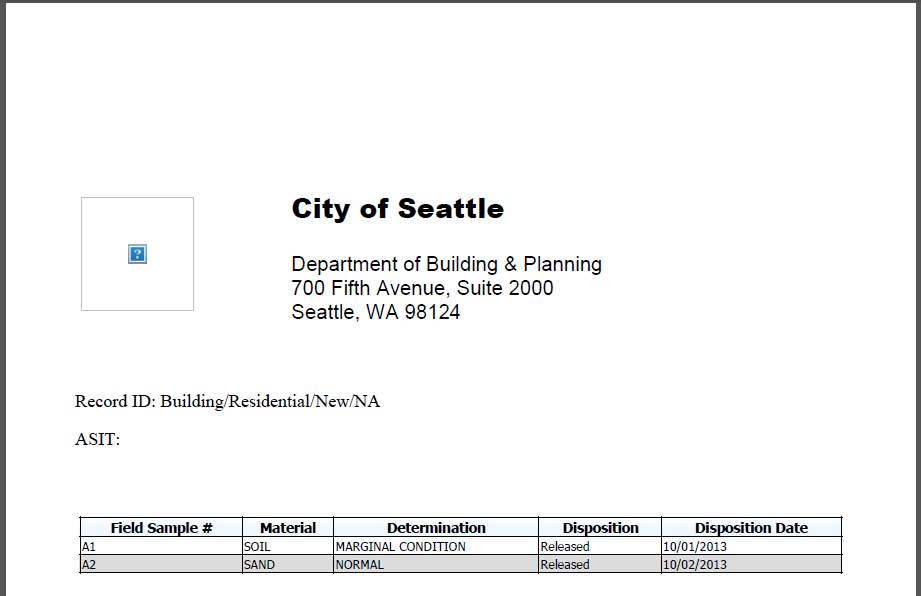 City of Seattle
Department of Building & Planning
700 Fifth Avenue, Suite 2000
Seattle, WA 98124
Record ID: Building/Residential/New/NA
ASIT:
Field Sample # Material Determination Disposition Disposition Date
A1 SOIL MARGINAL CONDITION Released 10/01/2013
A2 SAND NORMAL Released 10/02/2013